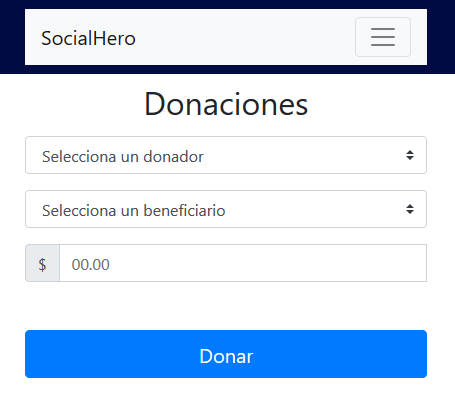 SocialHero
Donaciones
Selecciona un donador
Selecciona un beneficiario
$ 00.00
Donar